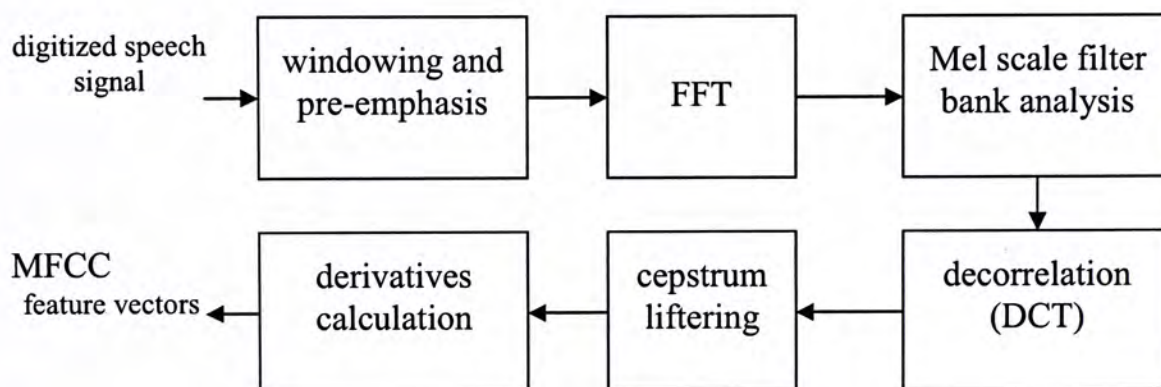 digitized speech
signal
windowing and
pre-emphasis
FFT
Mel scale filter
bank analysis
decorrelation
(DCT)
cepstrum
liftering
derivatives
calculation
MFCC
feature vectors